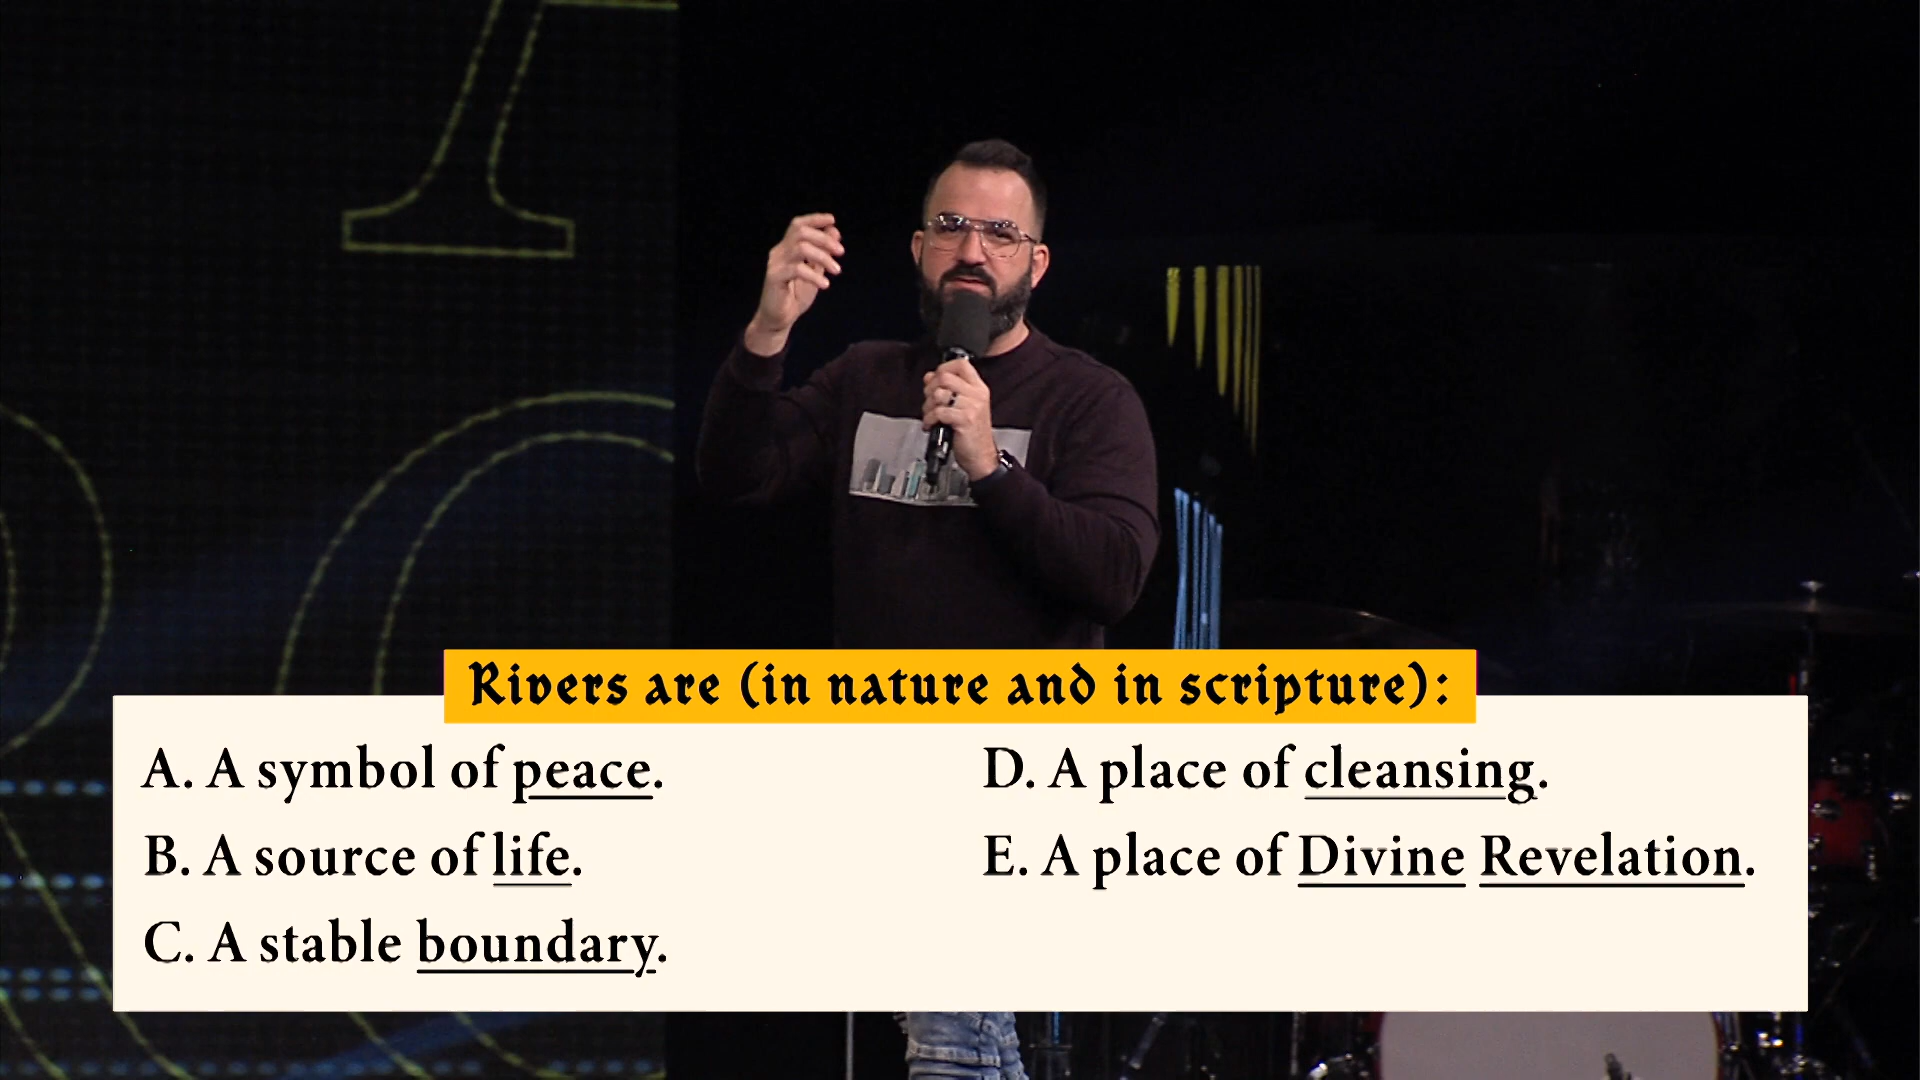 Rivers are (in nature and in scripture):
A. A symbol of peace.
B. A source of life.
C. A stable boundary.
D. A place of cleansing.
E. A place of Divine Revelation.